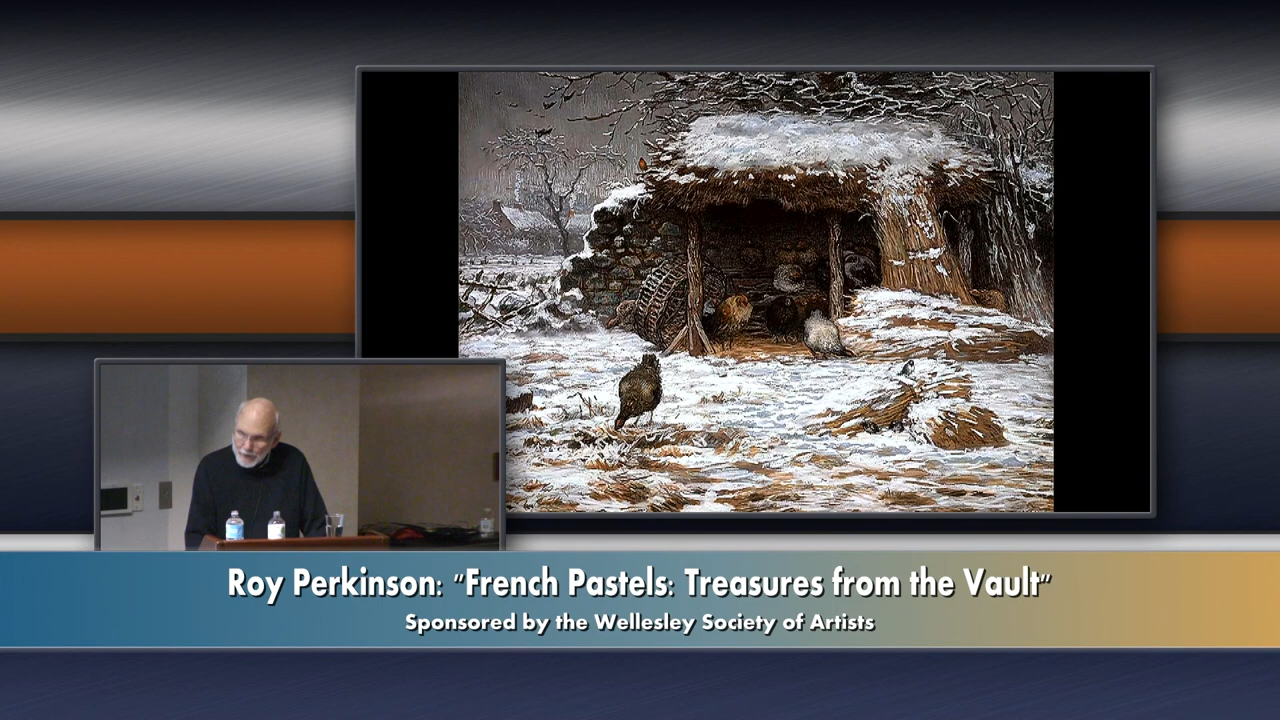 Roy Perkinson: "French Pastels: Treasures from the Vault"
Sponsored by the Wellesley Society of Artists